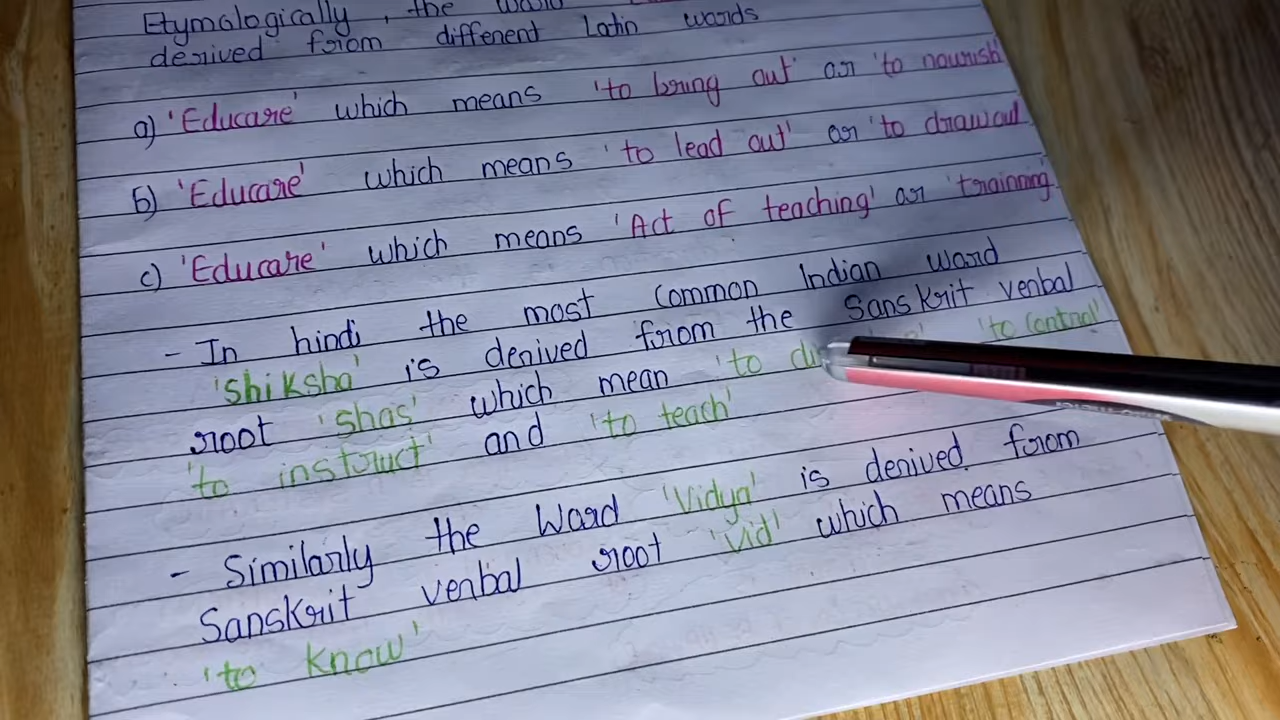 Etymologically, the
derived from different Latin words
a) 'Educare' which means 'to bring out' or 'to nourish'
b) 'Educare' which means 'to lead out' or 'to drawout
c) 'Educare' which means 'Act of teaching' or 'trainning'
- In hindi the most common Indian word
'shiksha' is derived from the Sanskrit verbal
root 'shas' which mean 'to 'to control'
'to instruct' and 'to teach'
- Similarly the word 'Vidya' is derived from
Sanskrit verbal root 'Vid' which means
'to know'